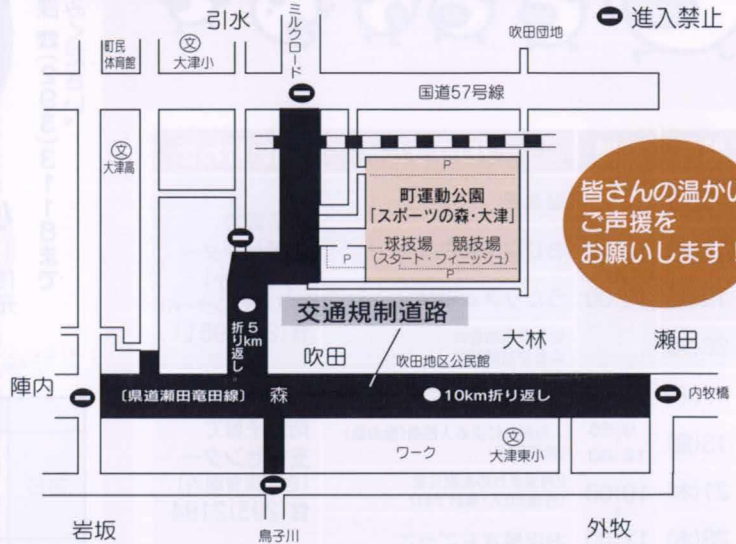 進入禁止
引水
ミルクロード
吹田団地
町民
体育館
文
大津小
国道57号線
文
大津高
P
町運動公園
「スポーツの森・大津」
球技場 競技場
(スタート・フィニッシュ)
P
P
皆さんの温かい
ご声援を
お願いします!
交通規制道路
5km
折り返し
吹田
大林
瀬田
吹田地区公民館
陣内
〔県道瀬田竜田線〕
森
10km折り返し
内牧橋
ワーク
文
大津東小
岩坂
鳥子川
外牧